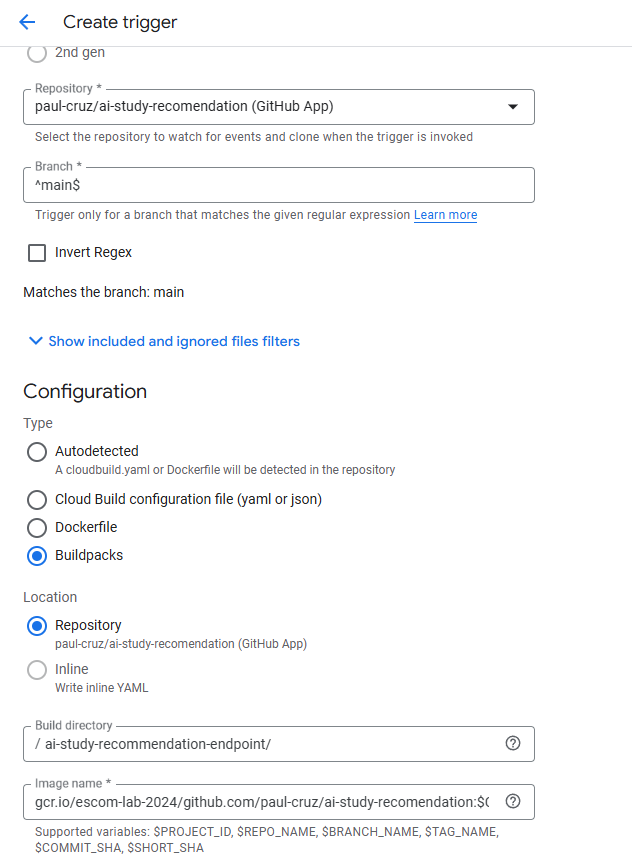 Create trigger
2nd gen
Repository *
paul-cruz/ai-study-recomendation (GitHub App)
Select the repository to watch for events and clone when the trigger is invoked
Branch *
^main$
Trigger only for a branch that matches the given regular expression Learn more
Invert Regex
Matches the branch: main
Show included and ignored files filters
Configuration
Type
Autodetected
A cloudbuild.yaml or Dockerfile will be detected in the repository
Cloud Build configuration file (yaml or json)
Dockerfile
Buildpacks
Location
Repository
paul-cruz/ai-study-recomendation (GitHub App)
Inline
Write inline YAML
Build directory
/ ai-study-recommendation-endpoint/
Image name *
gcr.io/escom-lab-2024/github.com/paul-cruz/ai-study-recomendation:$
Supported variables: $PROJECT_ID, $REPO_NAME, $BRANCH_NAME, $TAG_NAME,
$COMMIT_SHA, $SHORT_SHA